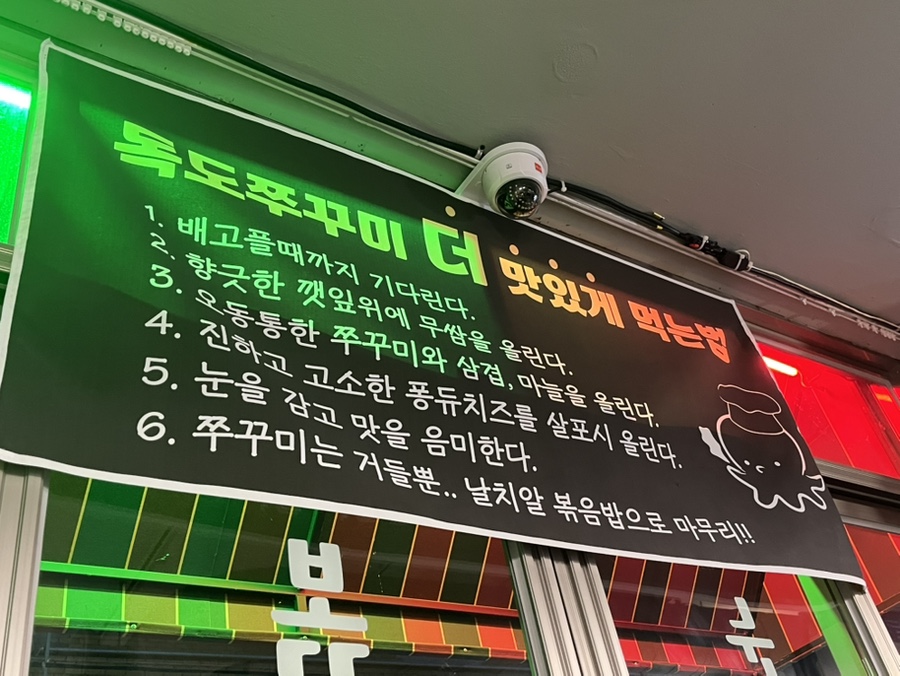 독도쭈꾸미 더 맛있게 먹는법
1. 배고플때까지 기다린다.
2. 향긋한 깻잎위에 무쌈을 올린다.
3. 오동통한 쭈꾸미와 삼겹, 마늘을 올린다.
4. 진하고 고소한 퐁듀치즈를 살포시 올린다.
5. 눈을 감고 맛을 음미한다.
6. 쭈꾸미는 거들뿐.. 날치알 볶음밥으로 마무리!!